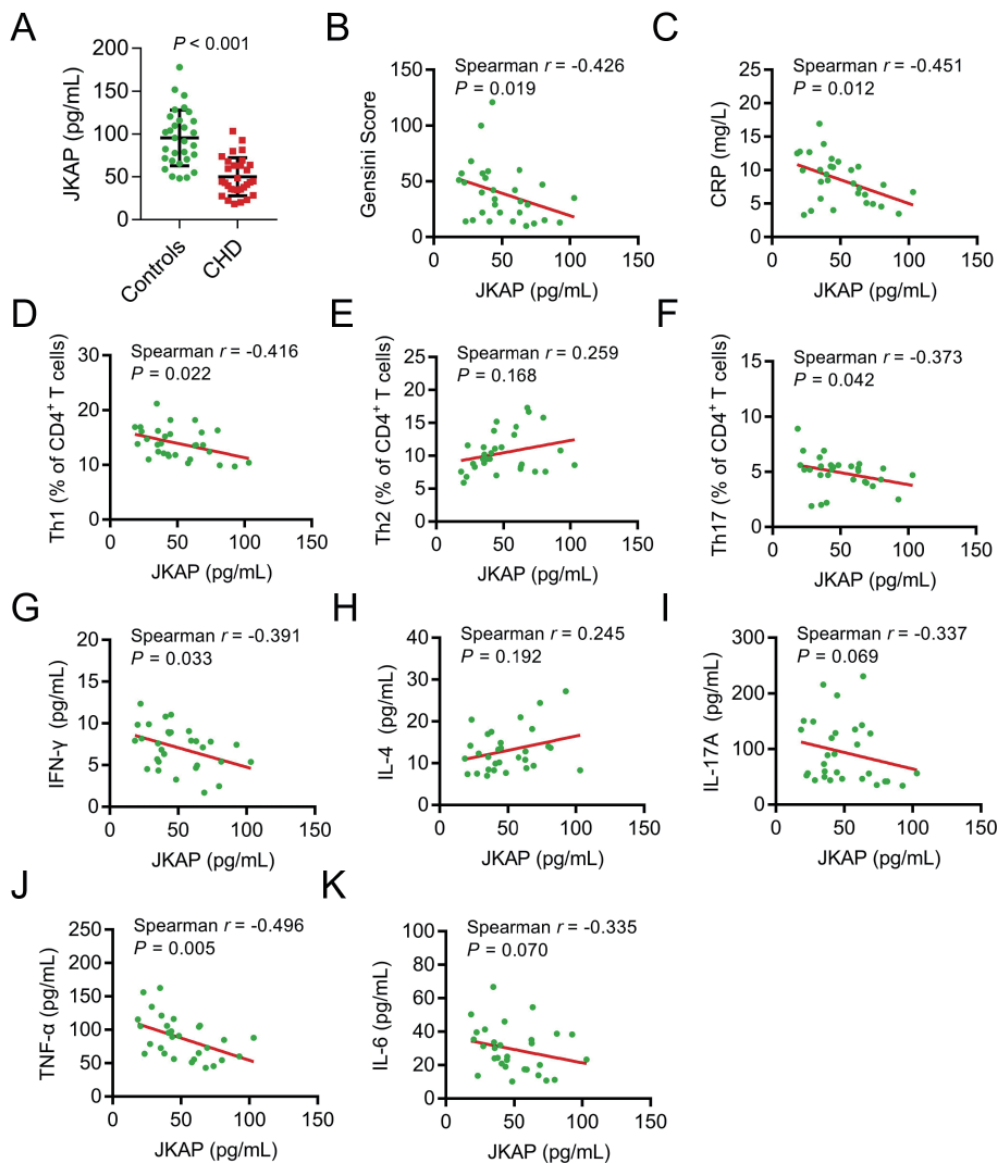 A
P < 0.001
JKAP (pg/mL)
200
150
100
50
0
Controls
CHD
B
Spearman r = -0.426
P = 0.019
Gensini Score
150
100
50
0
0 50 100 150
JKAP (pg/mL)
C
Spearman r = -0.451
P = 0.012
CRP (mg/L)
25
20
15
10
5
0
0 50 100 150
JKAP (pg/mL)
D
Spearman r = -0.416
P = 0.022
Th1 (% of CD4⁺ T cells)
30
20
10
0
0 50 100 150
JKAP (pg/mL)
E
Spearman r = 0.259
P = 0.168
Th2 (% of CD4⁺ T cells)
25
20
15
10
5
0
0 50 100 150
JKAP (pg/mL)
F
Spearman r = -0.373
P = 0.042
Th17 (% of CD4⁺ T cells)
15
10
5
0
0 50 100 150
JKAP (pg/mL)
G
Spearman r = -0.391
P = 0.033
IFN-γ (pg/mL)
20
15
10
5
0
0 50 100 150
JKAP (pg/mL)
H
Spearman r = 0.245
P = 0.192
IL-4 (pg/mL)
40
30
20
10
0
0 50 100 150
JKAP (pg/mL)
I
Spearman r = -0.337
P = 0.069
IL-17A (pg/mL)
300
200
100
0
0 50 100 150
JKAP (pg/mL)
J
Spearman r = -0.496
P = 0.005
TNF-α (pg/mL)
250
200
150
100
50
0
0 50 100 150
JKAP (pg/mL)
K
Spearman r = -0.335
P = 0.070
IL-6 (pg/mL)
100
80
60
40
20
0
0 50 100 150
JKAP (pg/mL)